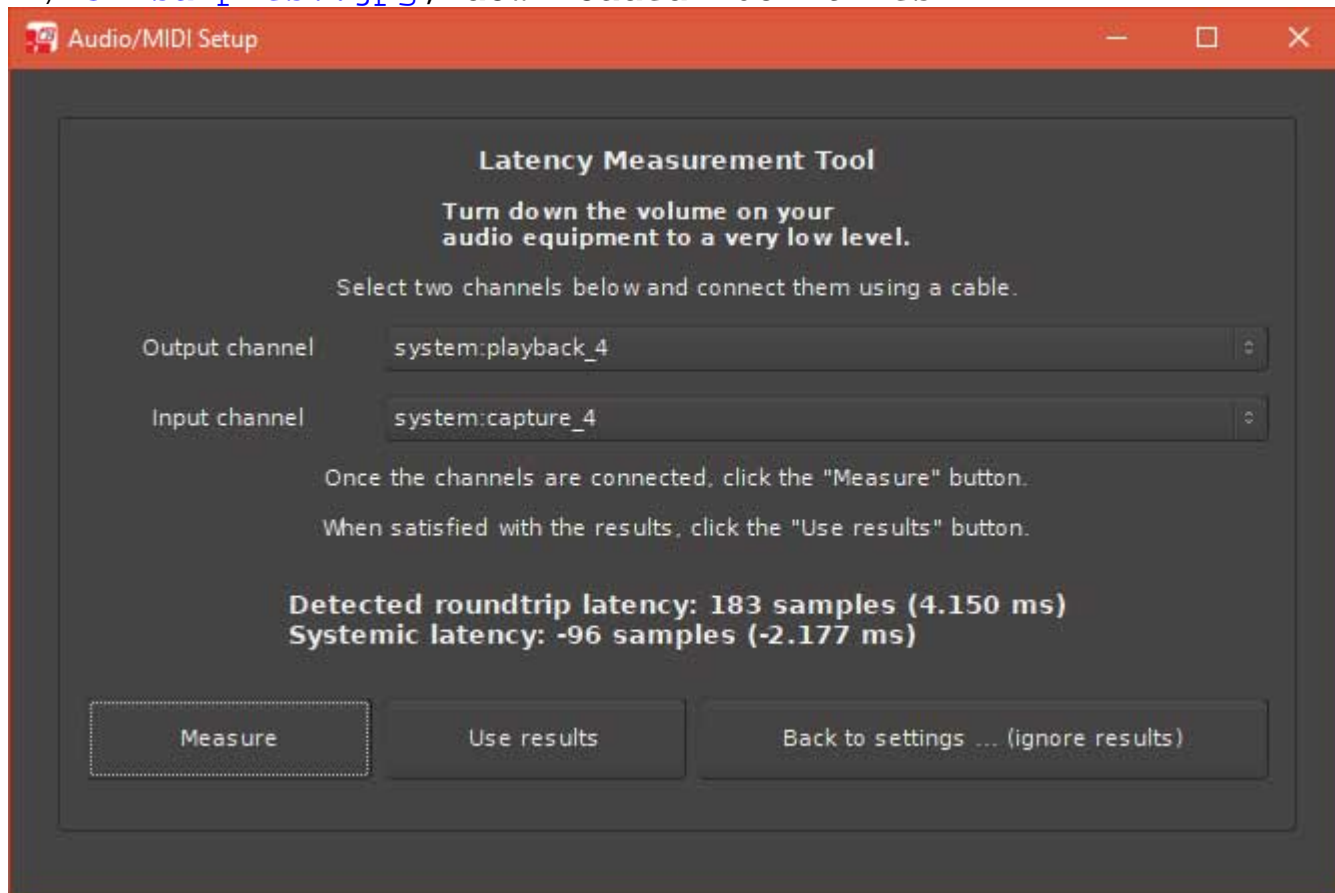 Audio/MIDI Setup
Latency Measurement Tool
Turn down the volume on your
audio equipment to a very low level.
Select two channels below and connect them using a cable.
Output channel system:playback_4
Input channel system:capture_4
Once the channels are connected, click the "Measure" button.
When satisfied with the results, click the "Use results" button.
Detected roundtrip latency: 183 samples (4.150 ms)
Systemic latency: -96 samples (-2.177 ms)
Measure Use results Back to settings ... (ignore results)